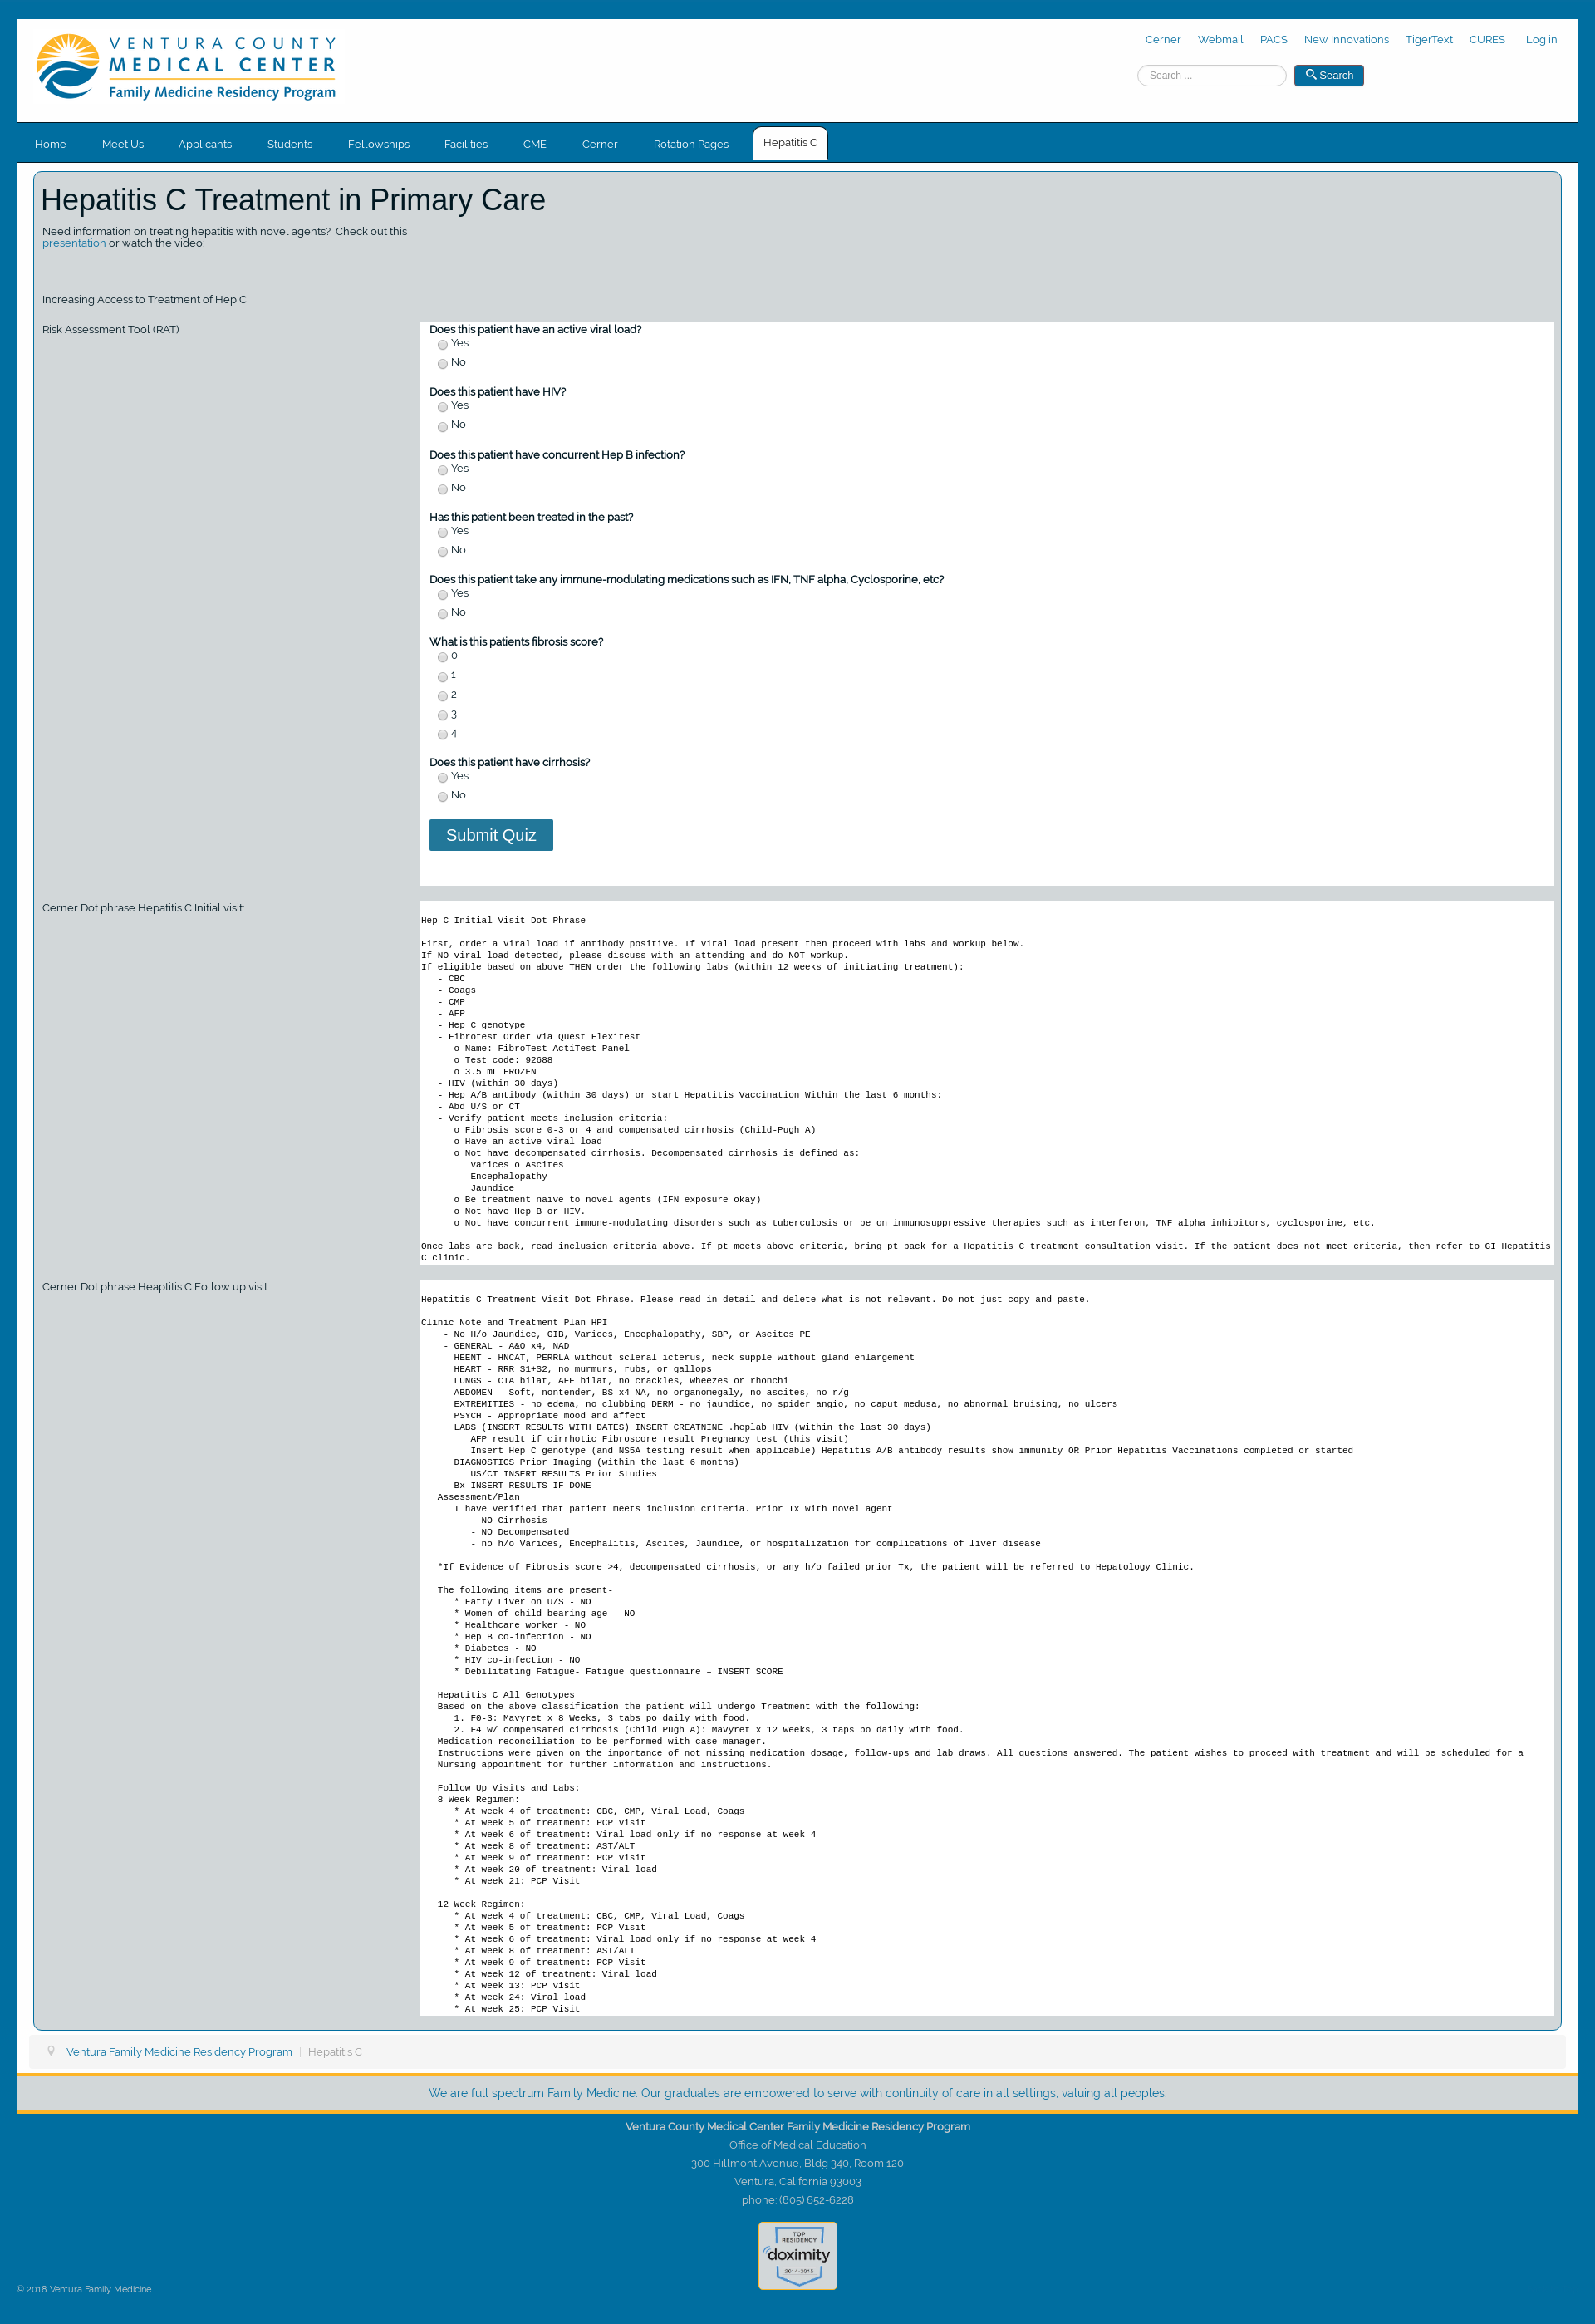 VENTURA COUNTY
MEDICAL CENTER
Family Medicine Residency Program
Cerner Webmail PACS New Innovations TigerText CURES Log in
Search ... Search
Home Meet Us Applicants Students Fellowships Facilities CME Cerner Rotation Pages Hepatitis C
Hepatitis C Treatment in Primary Care
Need information on treating hepatitis with novel agents? Check out this
presentation or watch the video:
Increasing Access to Treatment of Hep C
Risk Assessment Tool (RAT)
Does this patient have an active viral load?
Yes
No
Does this patient have HIV?
Yes
No
Does this patient have concurrent Hep B infection?
Yes
No
Has this patient been treated in the past?
Yes
No
Does this patient take any immune-modulating medications such as IFN, TNF alpha, Cyclosporine, etc?
Yes
No
What is this patients fibrosis score?
0
1
2
3
4
Does this patient have cirrhosis?
Yes
No
Submit Quiz
Cerner Dot phrase Hepatitis C Initial visit:
Hep C Initial Visit Dot Phrase
First, order a Viral load if antibody positive. If Viral load present then proceed with labs and workup below.
If NO viral load detected, please discuss with an attending and do NOT workup.
If eligible based on above THEN order the following labs (within 12 weeks of initiating treatment):
- CBC
- Coags
- CMP
- AFP
- Hep C genotype
- Fibrotest Order via Quest Flexitest
o Name: FibroTest-ActiTest Panel
o Test code: 92688
o 3.5 mL FROZEN
- HIV (within 30 days)
- Hep A/B antibody (within 30 days) or start Hepatitis Vaccination Within the last 6 months:
- Abd U/S or CT
- Verify patient meets inclusion criteria:
o Fibrosis score 0-3 or 4 and compensated cirrhosis (Child-Pugh A)
o Have an active viral load
o Not have decompensated cirrhosis. Decompensated cirrhosis is defined as:
Varices o Ascites
Encephalopathy
Jaundice
o Be treatment naïve to novel agents (IFN exposure okay)
o Not have Hep B or HIV.
o Not have concurrent immune-modulating disorders such as tuberculosis or be on immunosuppressive therapies such as interferon, TNF alpha inhibitors, cyclosporine, etc.
Once labs are back, read inclusion criteria above. If pt meets above criteria, bring pt back for a Hepatitis C treatment consultation visit. If the patient does not meet criteria, then refer to GI Hepatitis
C clinic.
Cerner Dot phrase Heaptitis C Follow up visit:
Hepatitis C Treatment Visit Dot Phrase. Please read in detail and delete what is not relevant. Do not just copy and paste.
Clinic Note and Treatment Plan HPI
- No H/o Jaundice, GIB, Varices, Encephalopathy, SBP, or Ascites PE
- GENERAL - A&O x4, NAD
HEENT - HNCAT, PERRLA without scleral icterus, neck supple without gland enlargement
HEART - RRR S1+S2, no murmurs, rubs, or gallops
LUNGS - CTA bilat, AEE bilat, no crackles, wheezes or rhonchi
ABDOMEN - Soft, nontender, BS x4 NA, no organomegaly, no ascites, no r/g
EXTREMITIES - no edema, no clubbing DERM - no jaundice, no spider angio, no caput medusa, no abnormal bruising, no ulcers
PSYCH - Appropriate mood and affect
LABS (INSERT RESULTS WITH DATES) INSERT CREATNINE .heplab HIV (within the last 30 days)
AFP result if cirrhotic Fibroscore result Pregnancy test (this visit)
Insert Hep C genotype (and NS5A testing result when applicable) Hepatitis A/B antibody results show immunity OR Prior Hepatitis Vaccinations completed or started
DIAGNOSTICS Prior Imaging (within the last 6 months)
US/CT INSERT RESULTS Prior Studies
Bx INSERT RESULTS IF DONE
Assessment/Plan
I have verified that patient meets inclusion criteria. Prior Tx with novel agent
- NO Cirrhosis
- NO Decompensated
- no h/o Varices, Encephalitis, Ascites, Jaundice, or hospitalization for complications of liver disease
*If Evidence of Fibrosis score >4, decompensated cirrhosis, or any h/o failed prior Tx, the patient will be referred to Hepatology Clinic.
The following items are present-
* Fatty Liver on U/S - NO
* Women of child bearing age - NO
* Healthcare worker - NO
* Hep B co-infection - NO
* Diabetes - NO
* HIV co-infection - NO
* Debilitating Fatigue- Fatigue questionnaire – INSERT SCORE
Hepatitis C All Genotypes
Based on the above classification the patient will undergo Treatment with the following:
1. F0-3: Mavyret x 8 Weeks, 3 tabs po daily with food.
2. F4 w/ compensated cirrhosis (Child Pugh A): Mavyret x 12 weeks, 3 taps po daily with food.
Medication reconciliation to be performed with case manager.
Instructions were given on the importance of not missing medication dosage, follow-ups and lab draws. All questions answered. The patient wishes to proceed with treatment and will be scheduled for a
Nursing appointment for further information and instructions.
Follow Up Visits and Labs:
8 Week Regimen:
* At week 4 of treatment: CBC, CMP, Viral Load, Coags
* At week 5 of treatment: PCP Visit
* At week 6 of treatment: Viral load only if no response at week 4
* At week 8 of treatment: AST/ALT
* At week 9 of treatment: PCP Visit
* At week 20 of treatment: Viral load
* At week 21: PCP Visit
12 Week Regimen:
* At week 4 of treatment: CBC, CMP, Viral Load, Coags
* At week 5 of treatment: PCP Visit
* At week 6 of treatment: Viral load only if no response at week 4
* At week 8 of treatment: AST/ALT
* At week 9 of treatment: PCP Visit
* At week 12 of treatment: Viral load
* At week 13: PCP Visit
* At week 24: Viral load
* At week 25: PCP Visit
Ventura Family Medicine Residency Program | Hepatitis C
We are full spectrum Family Medicine. Our graduates are empowered to serve with continuity of care in all settings, valuing all peoples.
Ventura County Medical Center Family Medicine Residency Program
Office of Medical Education
300 Hillmont Avenue, Bldg 340, Room 120
Ventura, California 93003
phone: (805) 652-6228
TOP
RESIDENCY
doximity
2014-2015
© 2018 Ventura Family Medicine